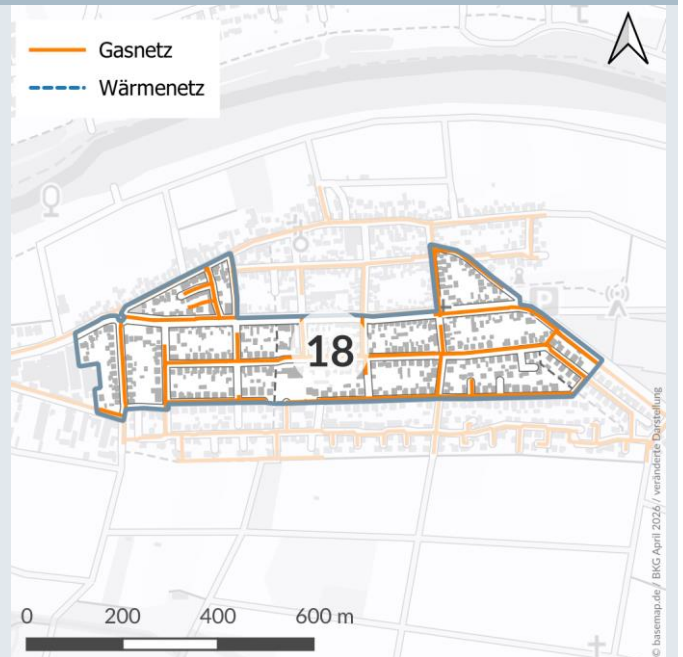 Gasnetz
Wärmenetz
18
0 200 400 600 m
© basemap.de / BKG April 2026 / veränderte Darstellung